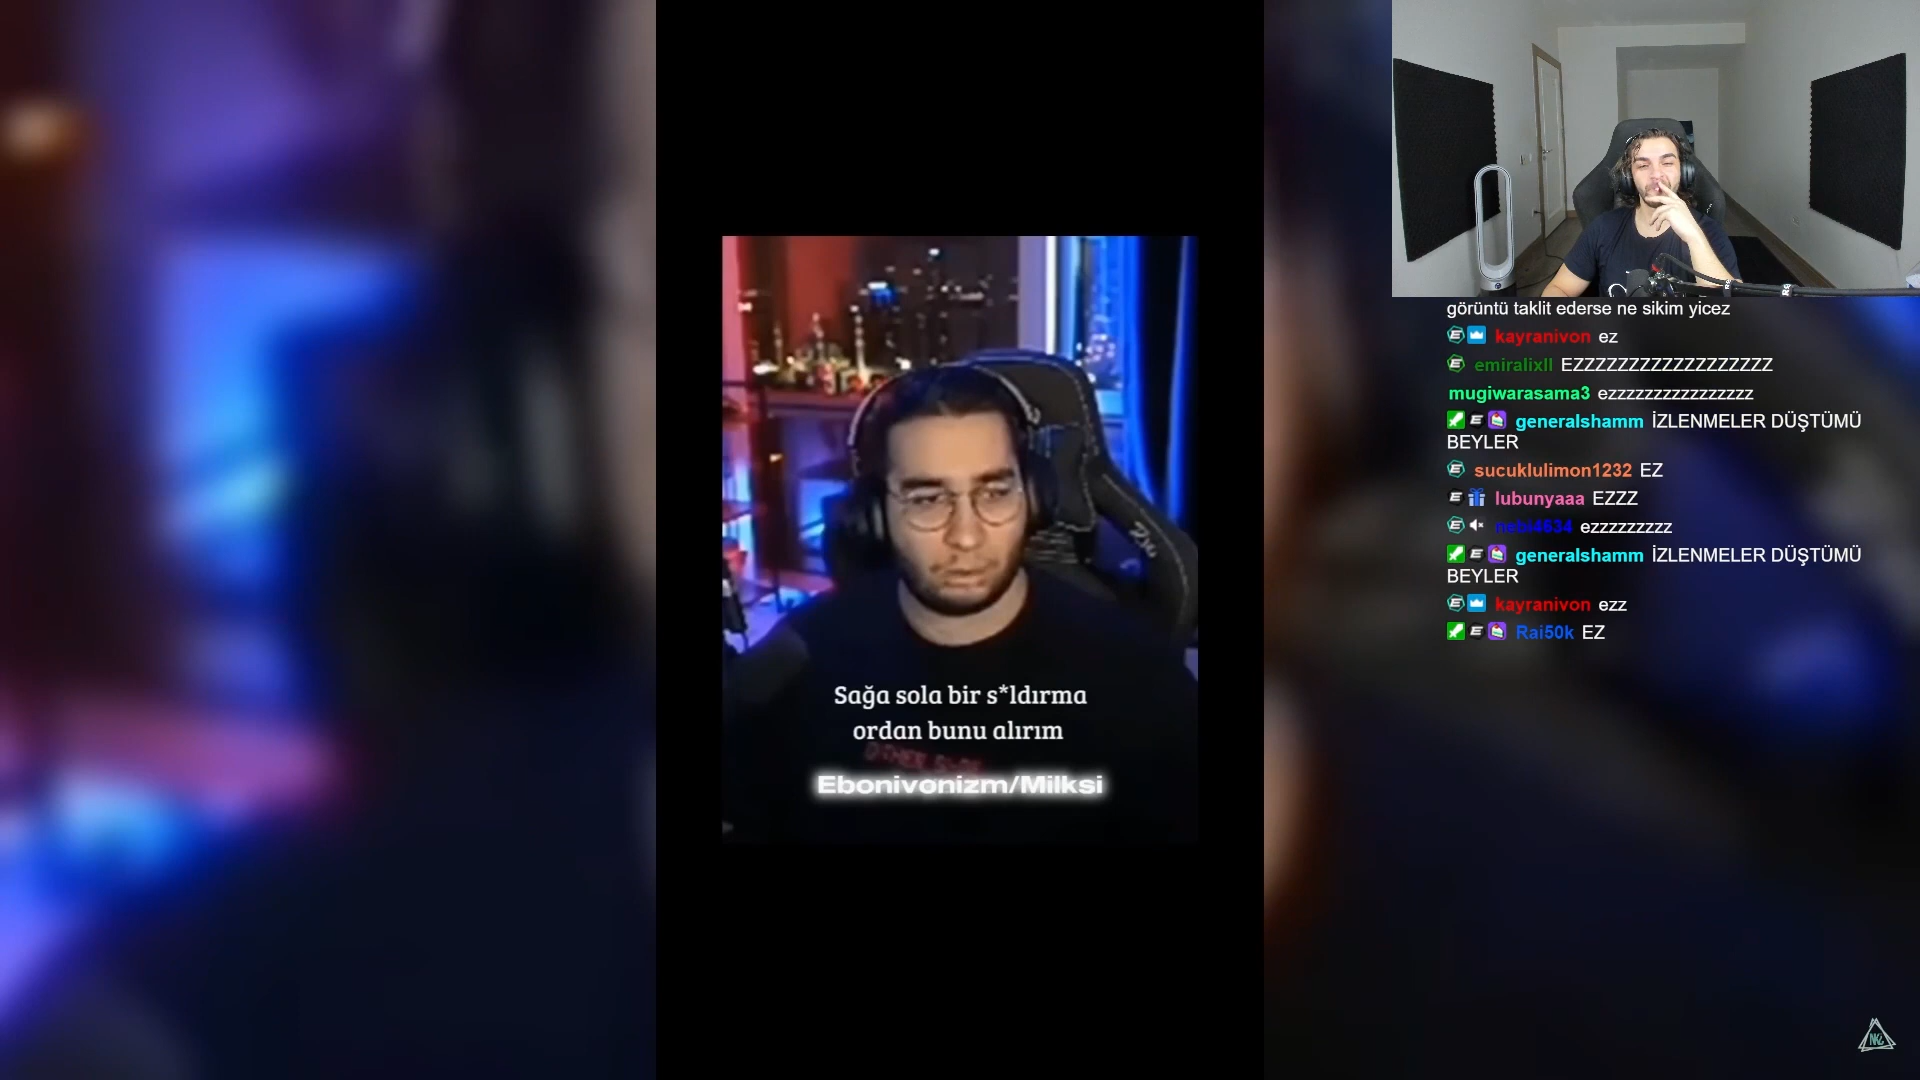 Sağa sola bir s*ldırma
ordan bunu alırım
Ebonivonizm/Milksi
görüntü taklit ederse ne sikim yicez
kayranivon ez
emiralixll EZZZZZZZZZZZZZZZZZZ
mugiwarasama3 ezzzzzzzzzzzzzzzz
generalshamm İZLENMELER DÜŞTÜMÜ
BEYLER
sucuklulimon1232 EZ
lubunyaaa EZZZ
nebi4634 ezzzzzzzzz
generalshamm İZLENMELER DÜŞTÜMÜ
BEYLER
kayranivon ezz
Rai50k EZ